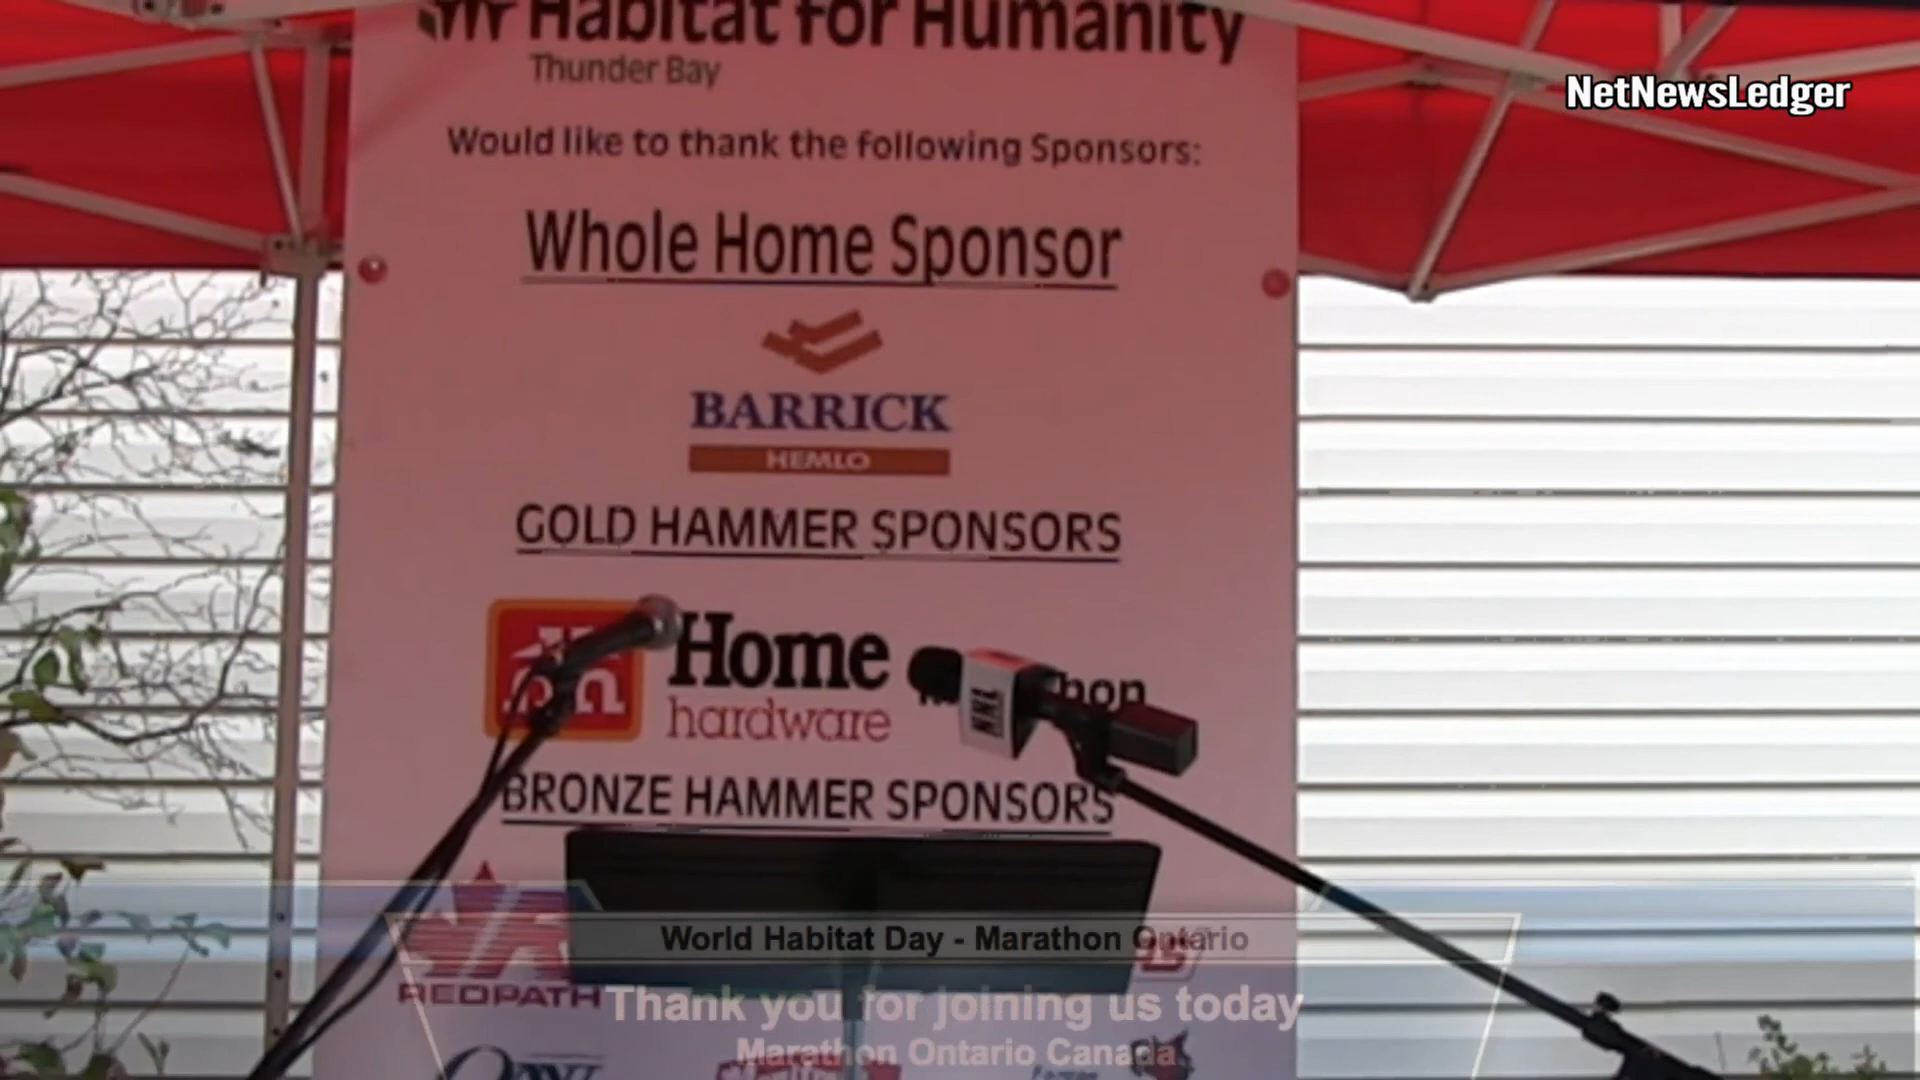 Habitat for Humanity
Thunder Bay
NetNewsLedger
Would like to thank the following Sponsors:
Whole Home Sponsor
BARRICK
HEMLO
GOLD HAMMER SPONSORS
Home
hardware
NNL
BRONZE HAMMER SPONSORS
World Habitat Day - Marathon Ontario
REDPATH
Thank you for joining us today
Marathon Ontario Canada